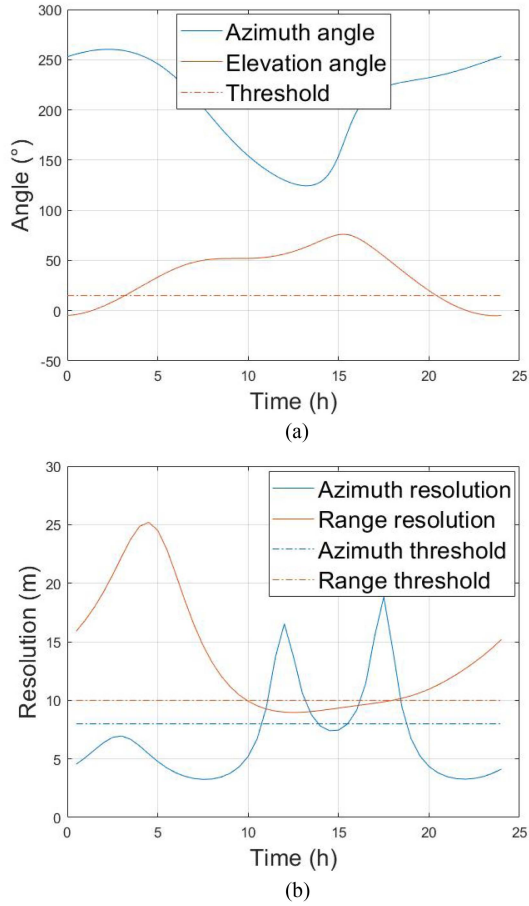 300
250
200
150
100
50
0
-50
Angle (°)
Azimuth angle
Elevation angle
Threshold
0 5 10 15 20 25
Time (h)
(a)
30
25
20
15
10
5
0
Resolution (m)
Azimuth resolution
Range resolution
Azimuth threshold
Range threshold
0 5 10 15 20 25
Time (h)
(b)